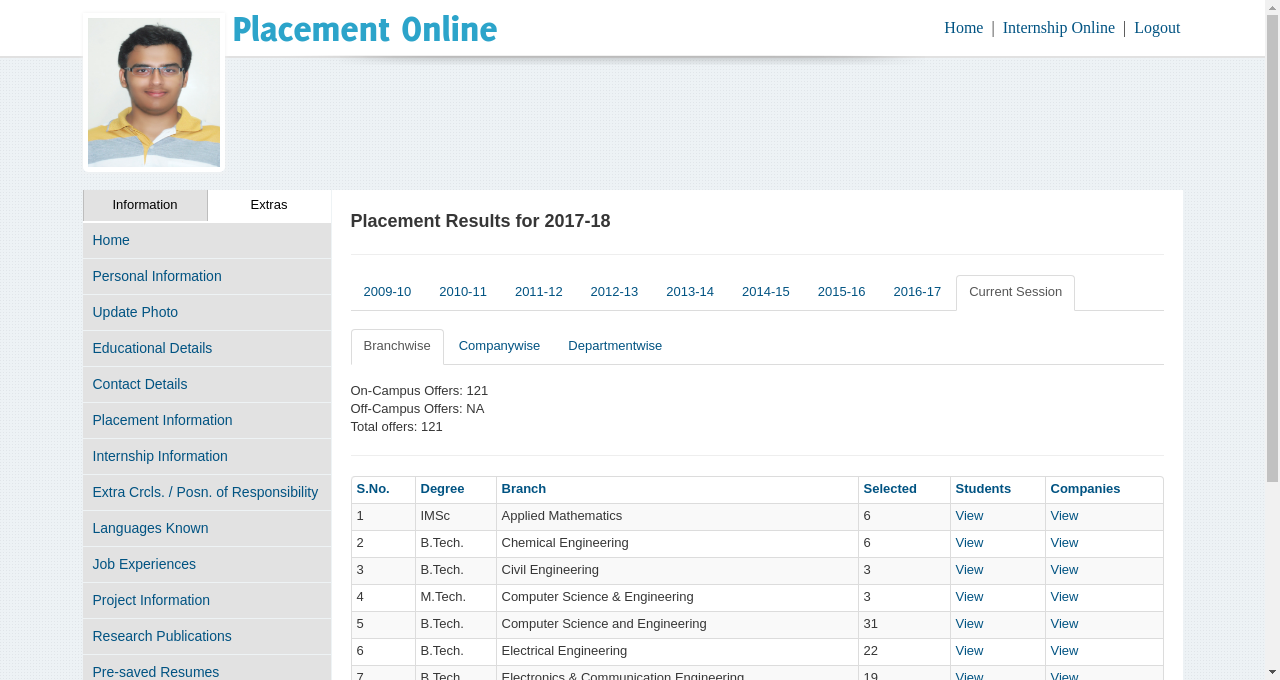 Placement Online
Home | Internship Online | Logout
Information Extras
Home
Personal Information
Update Photo
Educational Details
Contact Details
Placement Information
Internship Information
Extra Crcls. / Posn. of Responsibility
Languages Known
Job Experiences
Project Information
Research Publications
Pre-saved Resumes
Placement Results for 2017-18
2009-10 2010-11 2011-12 2012-13 2013-14 2014-15 2015-16 2016-17 Current Session
Branchwise Companywise Departmentwise
On-Campus Offers: 121
Off-Campus Offers: NA
Total offers: 121
S.No. Degree Branch Selected Students Companies
1 IMSc Applied Mathematics 6 View View
2 B.Tech. Chemical Engineering 6 View View
3 B.Tech. Civil Engineering 3 View View
4 M.Tech. Computer Science & Engineering 3 View View
5 B.Tech. Computer Science and Engineering 31 View View
6 B.Tech. Electrical Engineering 22 View View
7 B.Tech. Electronics & Communication Engineering 19 View View